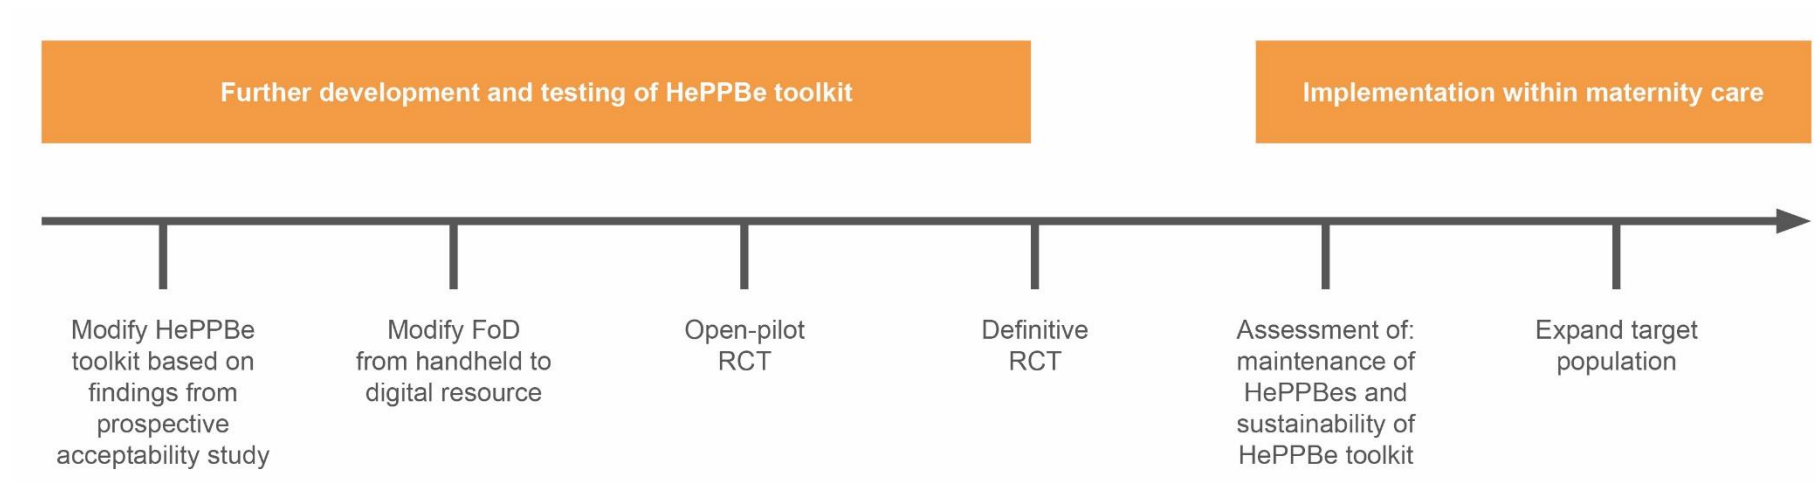 Further development and testing of HePPBe toolkit
Implementation within maternity care
Modify HePPBe
toolkit based on
findings from
prospective
acceptability study
Modify FoD
from handheld to
digital resource
Open-pilot
RCT
Definitive
RCT
Assessment of:
maintenance of
HePPBes and
sustainability of
HePPBe toolkit
Expand target
population